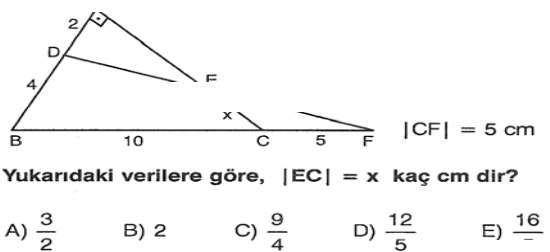 2
D
4
x
B 10 C 5 F |CF| = 5 cm
Yukarıdaki verilere göre, |EC| = x kaç cm dir?
A) 3/2 B) 2 C) 9/4 D) 12/5 E) 16/